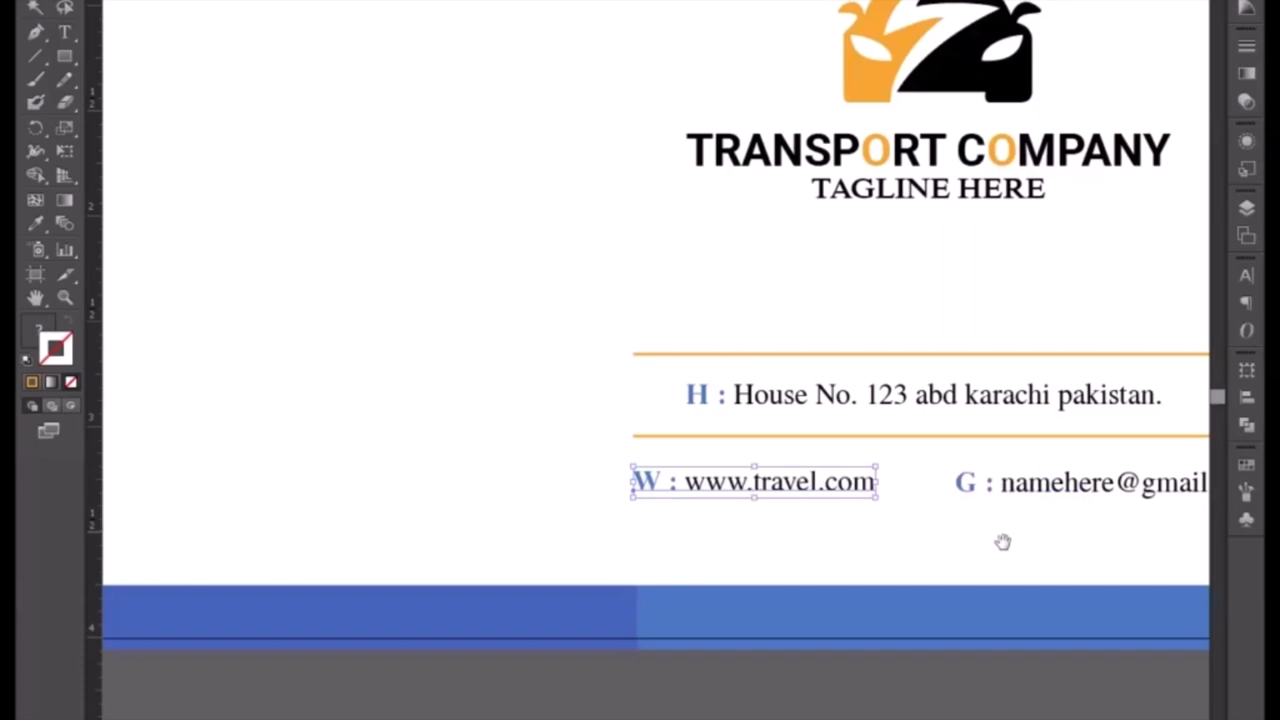 TRANSPORT COMPANY
TAGLINE HERE
H : House No. 123 abd karachi pakistan.
W : www.travel.com G : namehere@gmail